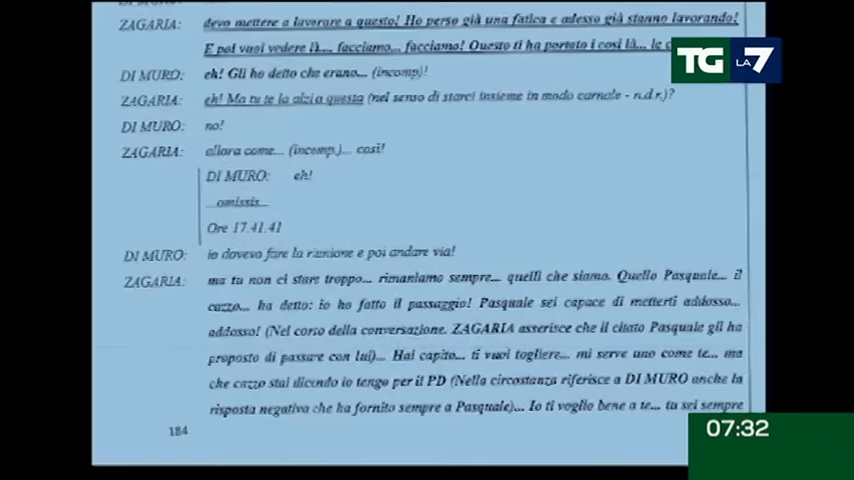 ZAGARIA: devo mettere a lavorare a questo! Ho perso già una fatica e adesso già stanno lavorando!
E poi vuoi vedere là... facciamo... facciamo! Questo ti ha portato i così là... le
DI MURO: eh! Gli ho detto che erano... (incomp)!
ZAGARIA: eh! Ma tu te la alzi a questa (nel senso di starci insieme in modo carnale - n.d.r.)?
DI MURO: no!
ZAGARIA: allora come... (incomp.)... così!
DI MURO: eh!
...omissis...
Ore 17.41.41
DI MURO: io dovevo fare la riunione e poi andare via!
ZAGARIA: ma tu non ci stare troppo... rimaniamo sempre... quelli che siamo. Quello Pasquale... il
cazzo... ha detto: io ho fatto il passaggio! Pasquale sei capace di metterti addosso...
addosso! (Nel corso della conversazione, ZAGARIA asserisce che il citato Pasquale gli ha
proposto di passare con lui)... Hai capito... ti vuoi togliere... mi serve uno come te... ma
che cazzo stai dicendo io tengo per il PD (Nella circostanza riferisce a DI MURO anche la
risposta negativa che ha fornito sempre a Pasquale)... Io ti voglio bene a te... tu sei sempre
184
TG LA7
07:32